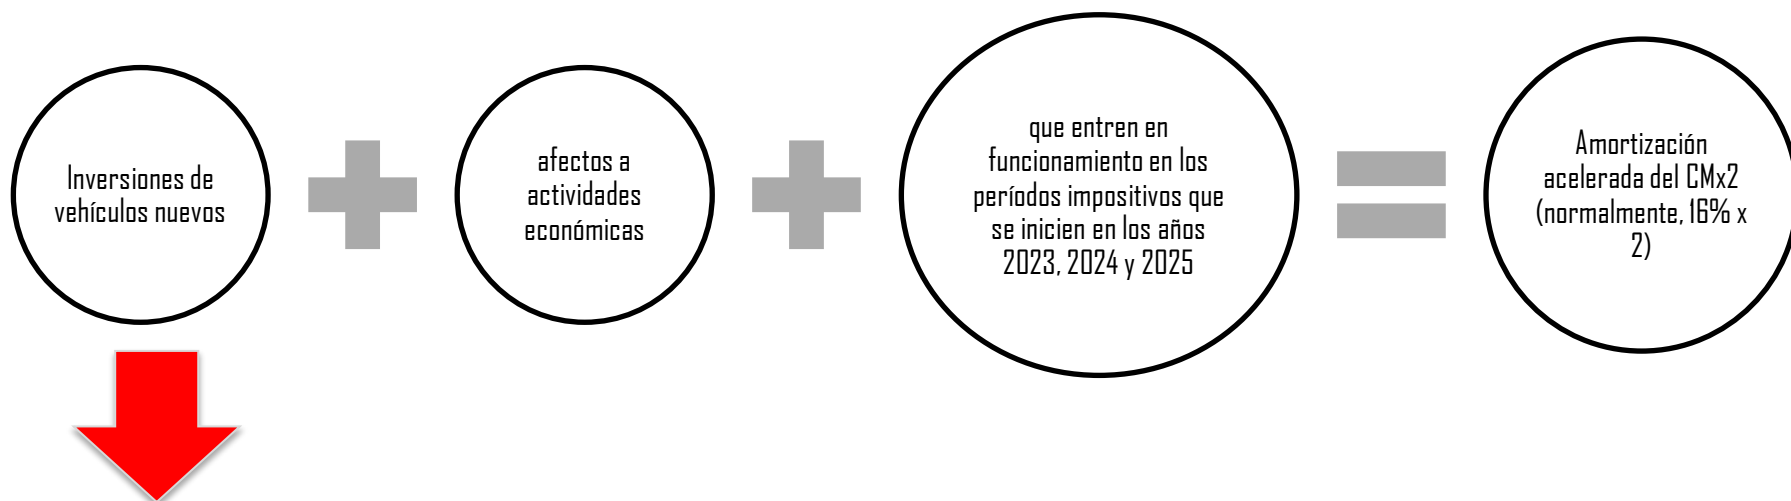 Inversiones de
vehículos nuevos
afectos a
actividades
económicas
que entren en
funcionamiento en los
períodos impositivos que
se inicien en los años
2023, 2024 y 2025
Amortización
acelerada del CMx2
(normalmente, 16% x
2)